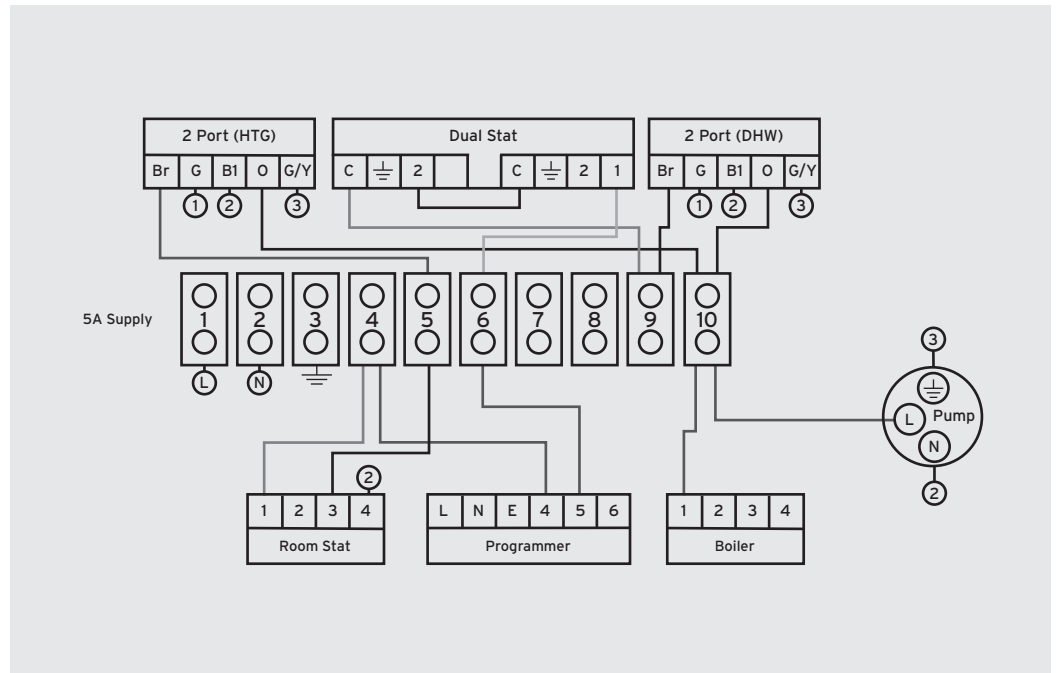 2 Port (HTG) Dual Stat 2 Port (DHW)
Br G B1 O G/Y C 2 C 2 1 Br G B1 O G/Y
1 2 3 1 2 3
5A Supply 1 2 3 4 5 6 7 8 9 10
L N
3
L Pump
N
2
2
1 2 3 4 L N E 4 5 6 1 2 3 4
Room Stat Programmer Boiler